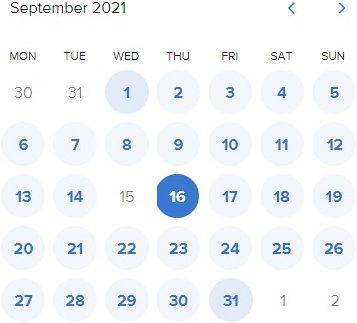 September 2021 < >
MON TUE WED THU FRI SAT SUN
30 31 1 2 3 4 5
6 7 8 9 10 11 12
13 14 15 16 17 18 19
20 21 22 23 24 25 26
27 28 29 30 31 1 2